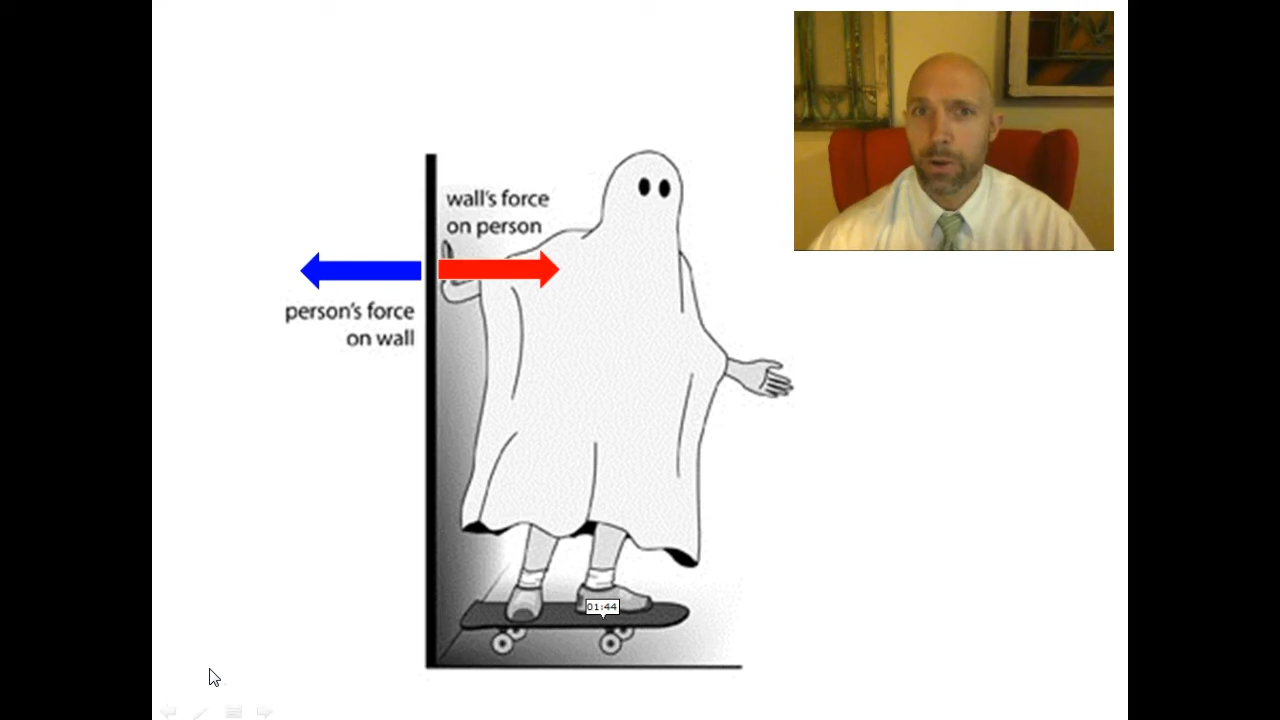 wall's force
on person
person's force
on wall
01:44